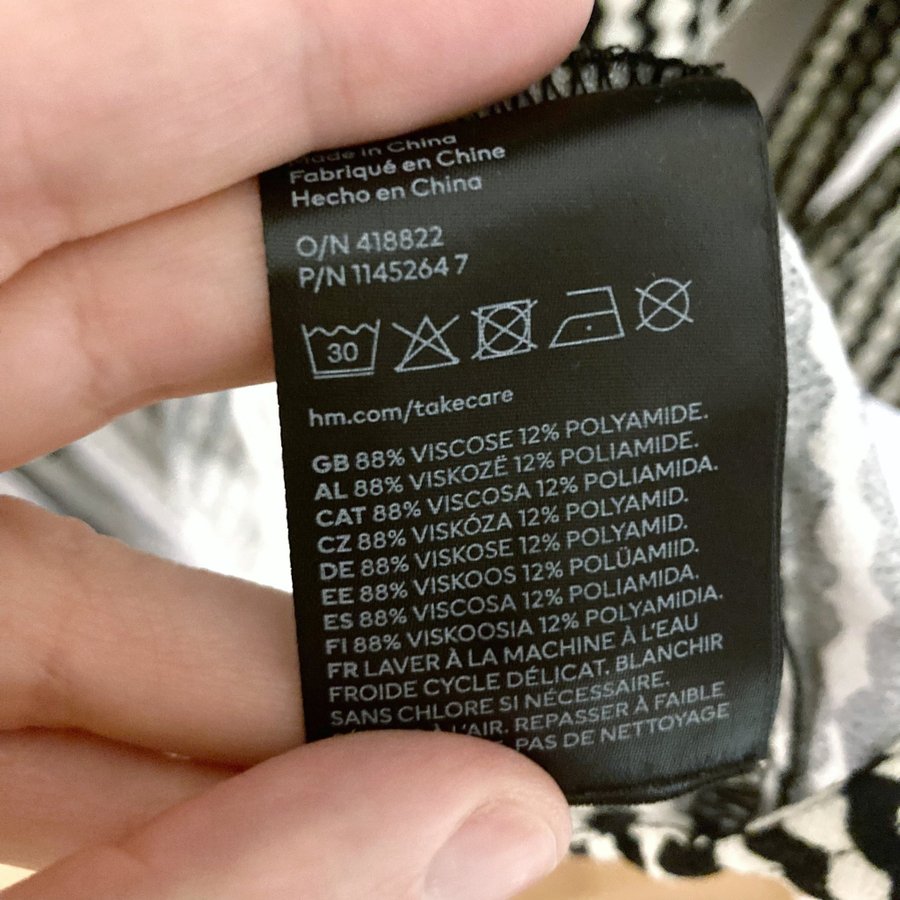 Made in China
Fabriqué en Chine
Hecho en China
O/N 418822
P/N 11452647
30
hm.com/takecare
GB 88% VISCOSE 12% POLYAMIDE.
AL 88% VISKOZË 12% POLIAMIDE.
CAT 88% VISCOSA 12% POLIAMIDA.
CZ 88% VISKÓZA 12% POLYAMID.
DE 88% VISKOSE 12% POLYAMID.
EE 88% VISKOOS 12% POLÜAMIID.
ES 88% VISCOSA 12% POLIAMIDA.
FI 88% VISKOOSIA 12% POLYAMIDIA.
FR LAVER À LA MACHINE À L'EAU
FROIDE CYCLE DÉLICAT. BLANCHIR
SANS CHLORE SI NÉCESSAIRE.
À L'AIR. REPASSER À FAIBLE
PAS DE NETTOYAGE